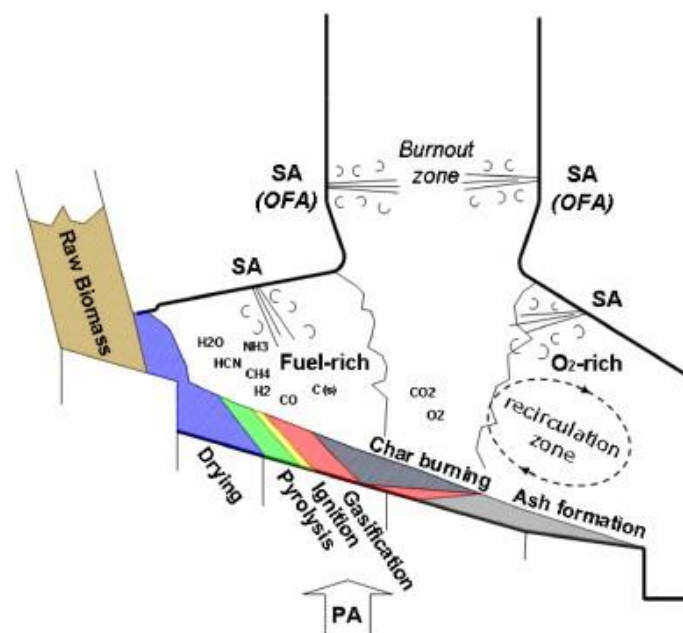 Burnout
zone
SA
(OFA)
SA
(OFA)
Raw Biomass
SA
SA
H2O
NH3
HCN
CH4
H2
CO
C (s)
Fuel-rich
O2-rich
CO2
O2
recirculation
zone
Char burning
Ash formation
Drying
Pyrolysis
Ignition
Gasification
PA